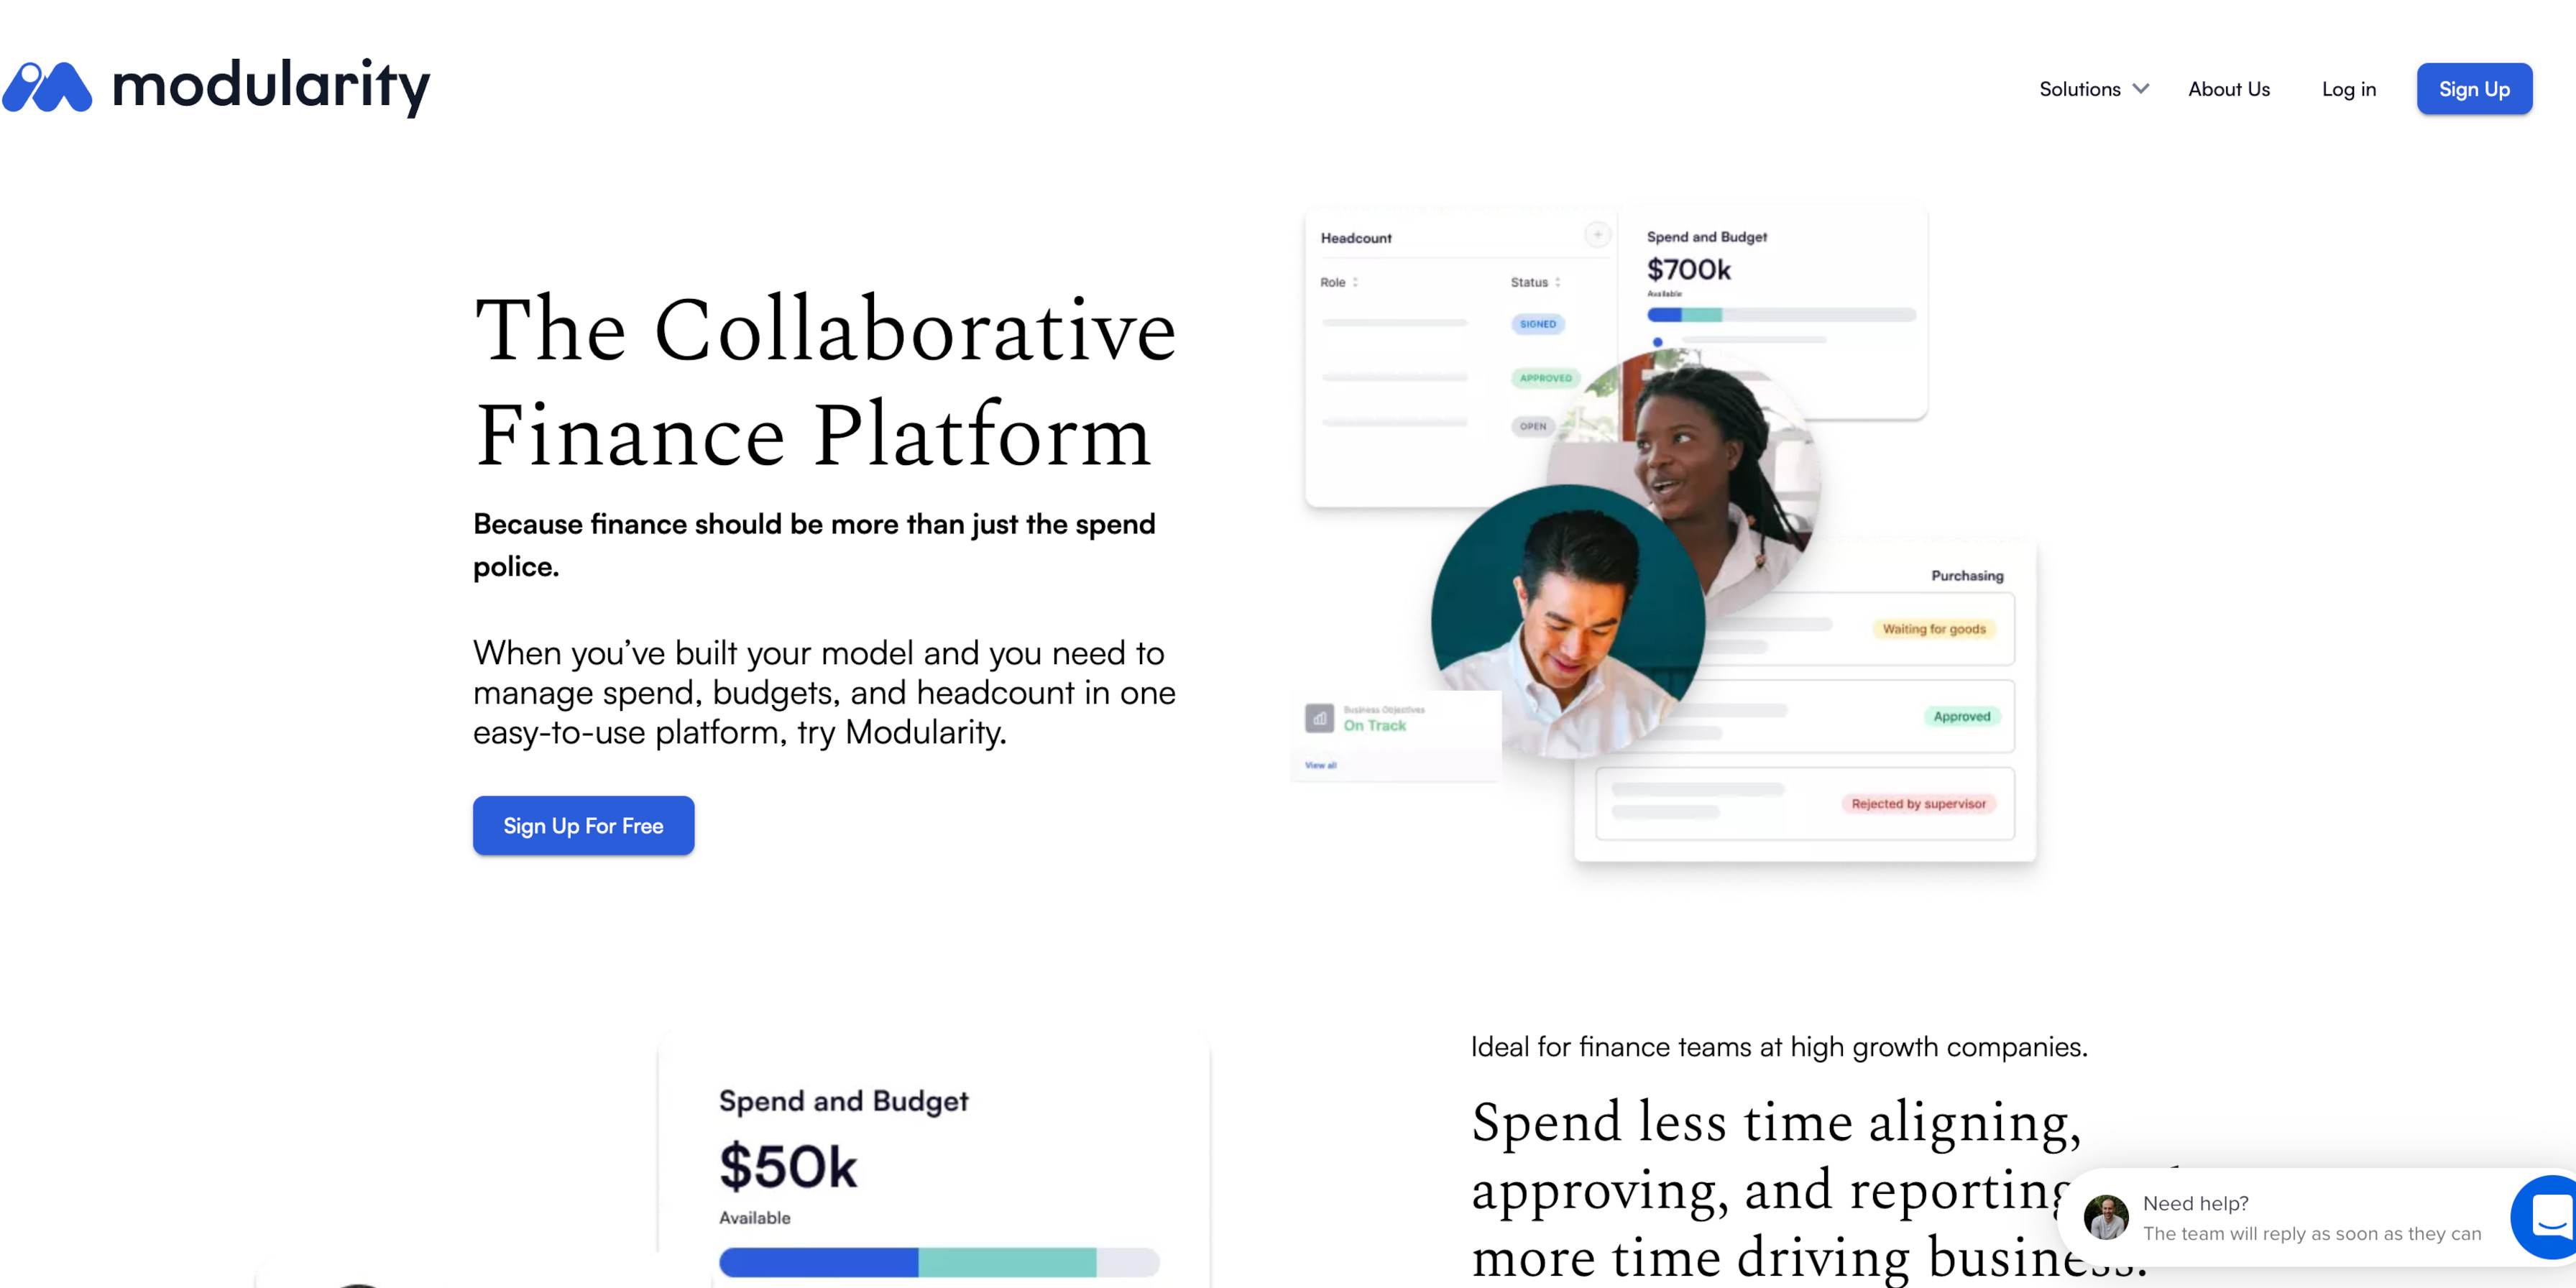 modularity
Solutions
About Us
Log in
Sign Up
The Collaborative
Finance Platform
Because finance should be more than just the spend
police.
When you’ve built your model and you need to
manage spend, budgets, and headcount in one
easy-to-use platform, try Modularity.
Sign Up For Free
Headcount
Role
Status
SIGNED
APPROVED
OPEN
Spend and Budget
$700k
Available
Purchasing
Waiting for goods
Approved
Rejected by supervisor
Business Objectives
On Track
View all
Spend and Budget
$50k
Available
Ideal for finance teams at high growth companies.
Spend less time aligning,
approving, and reporting
more time driving business.
Need help?
The team will reply as soon as they can